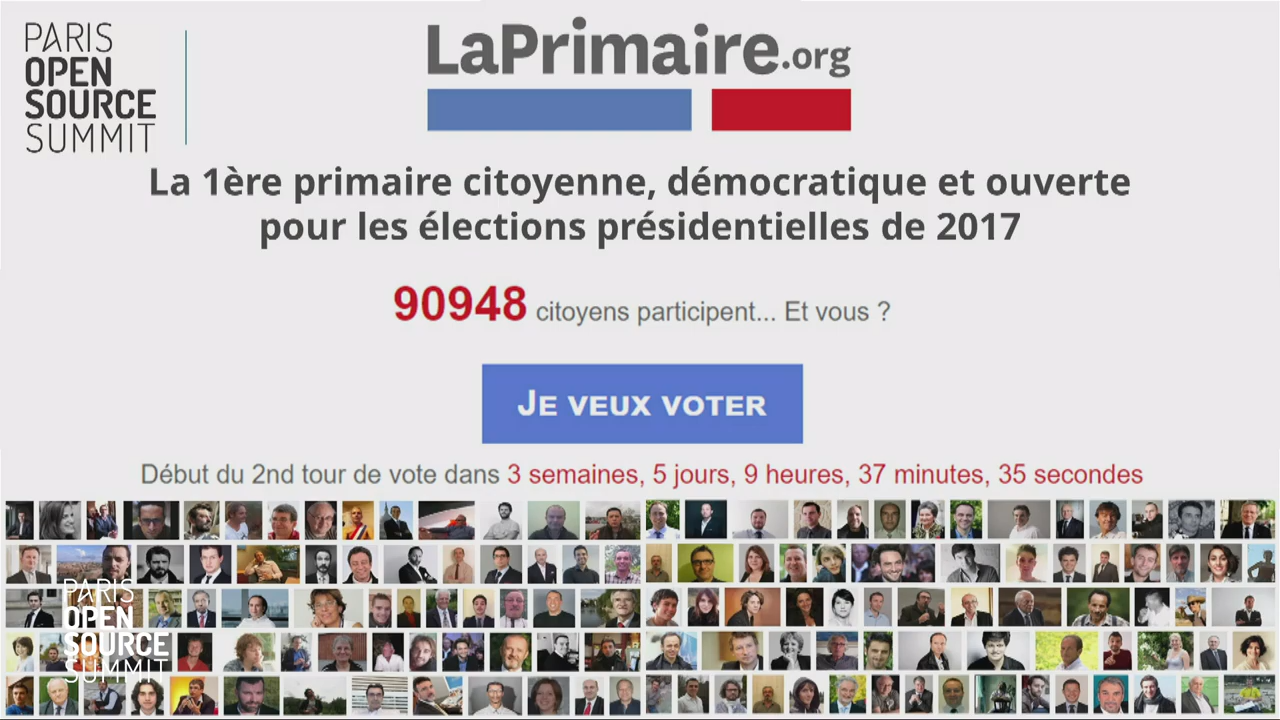 PARIS
OPEN
SOURCE
SUMMIT
LaPrimaire.org
La 1ère primaire citoyenne, démocratique et ouverte
pour les élections présidentielles de 2017
90948 citoyens participent... Et vous ?
JE VEUX VOTER
Début du 2nd tour de vote dans 3 semaines, 5 jours, 9 heures, 37 minutes, 35 secondes
PARIS
OPEN
SOURCE
SUMMIT